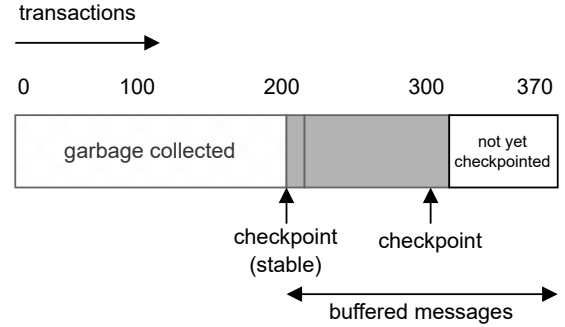 transactions
0 100 200 300 370
garbage collected
not yet
checkpointed
checkpoint
(stable)
checkpoint
buffered messages